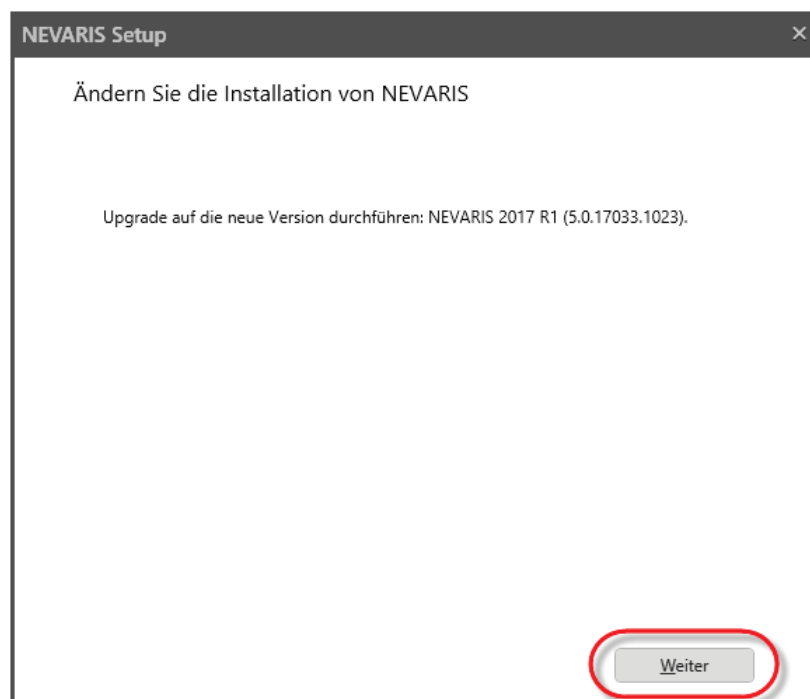 NEVARIS Setup
Ändern Sie die Installation von NEVARIS
Upgrade auf die neue Version durchführen: NEVARIS 2017 R1 (5.0.17033.1023).
Weiter